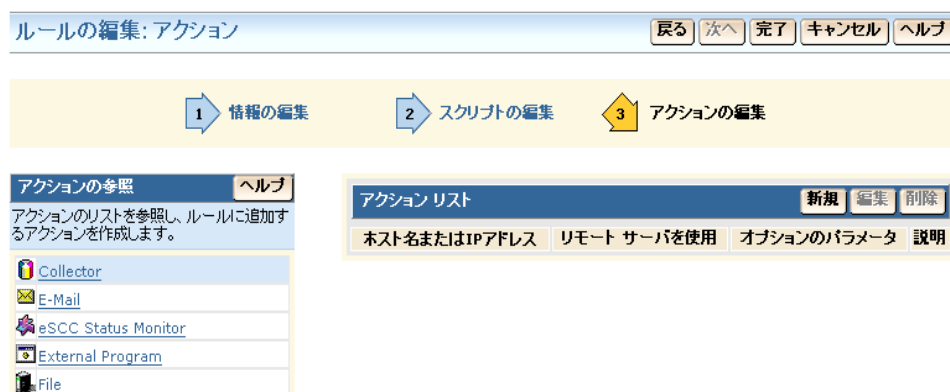 ルールの編集: アクション
戻る 次へ 完了 キャンセル ヘルプ
1 情報の編集 2 スクリプトの編集 3 アクションの編集
アクションの参照 ヘルプ
アクションのリストを参照し、ルールに追加す
るアクションを作成します。
Collector
E-Mail
eSCC Status Monitor
External Program
File
アクション リスト 新規 編集 削除
ホスト名またはIPアドレス リモート サーバを使用 オプションのパラメータ 説明